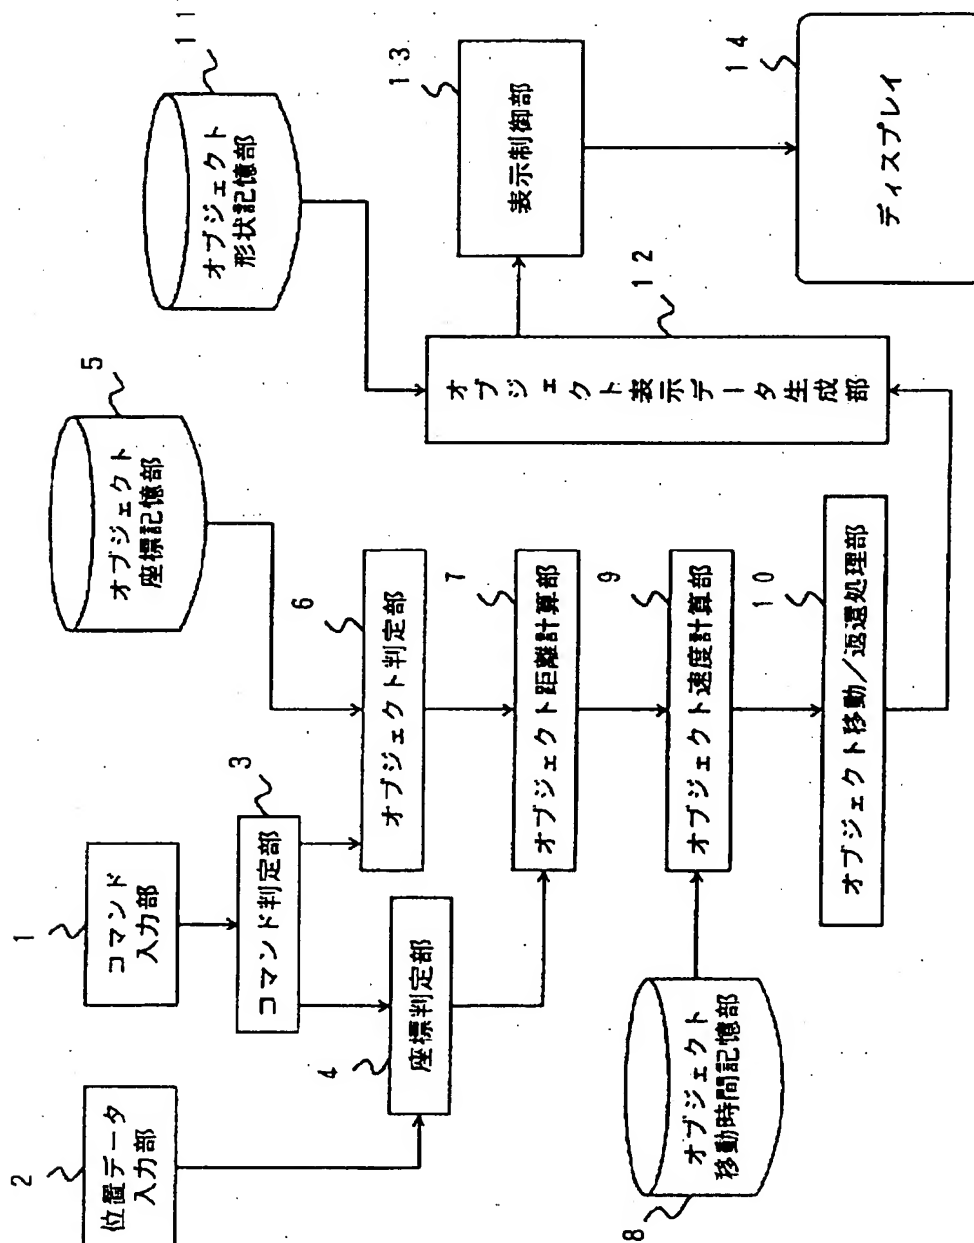 1
コマンド
入力部
2
位置データ
入力部
3
コマンド判定部
4
座標判定部
5
オブジェクト
座標記憶部
6
オブジェクト判定部
7
オブジェクト距離計算部
8
オブジェクト
移動時間記憶部
9
オブジェクト速度計算部
10
オブジェクト移動/返還処理部
11
オブジェクト
形状記憶部
12
オブジェクト表示データ生成部
13
表示制御部
14
ディスプレイ